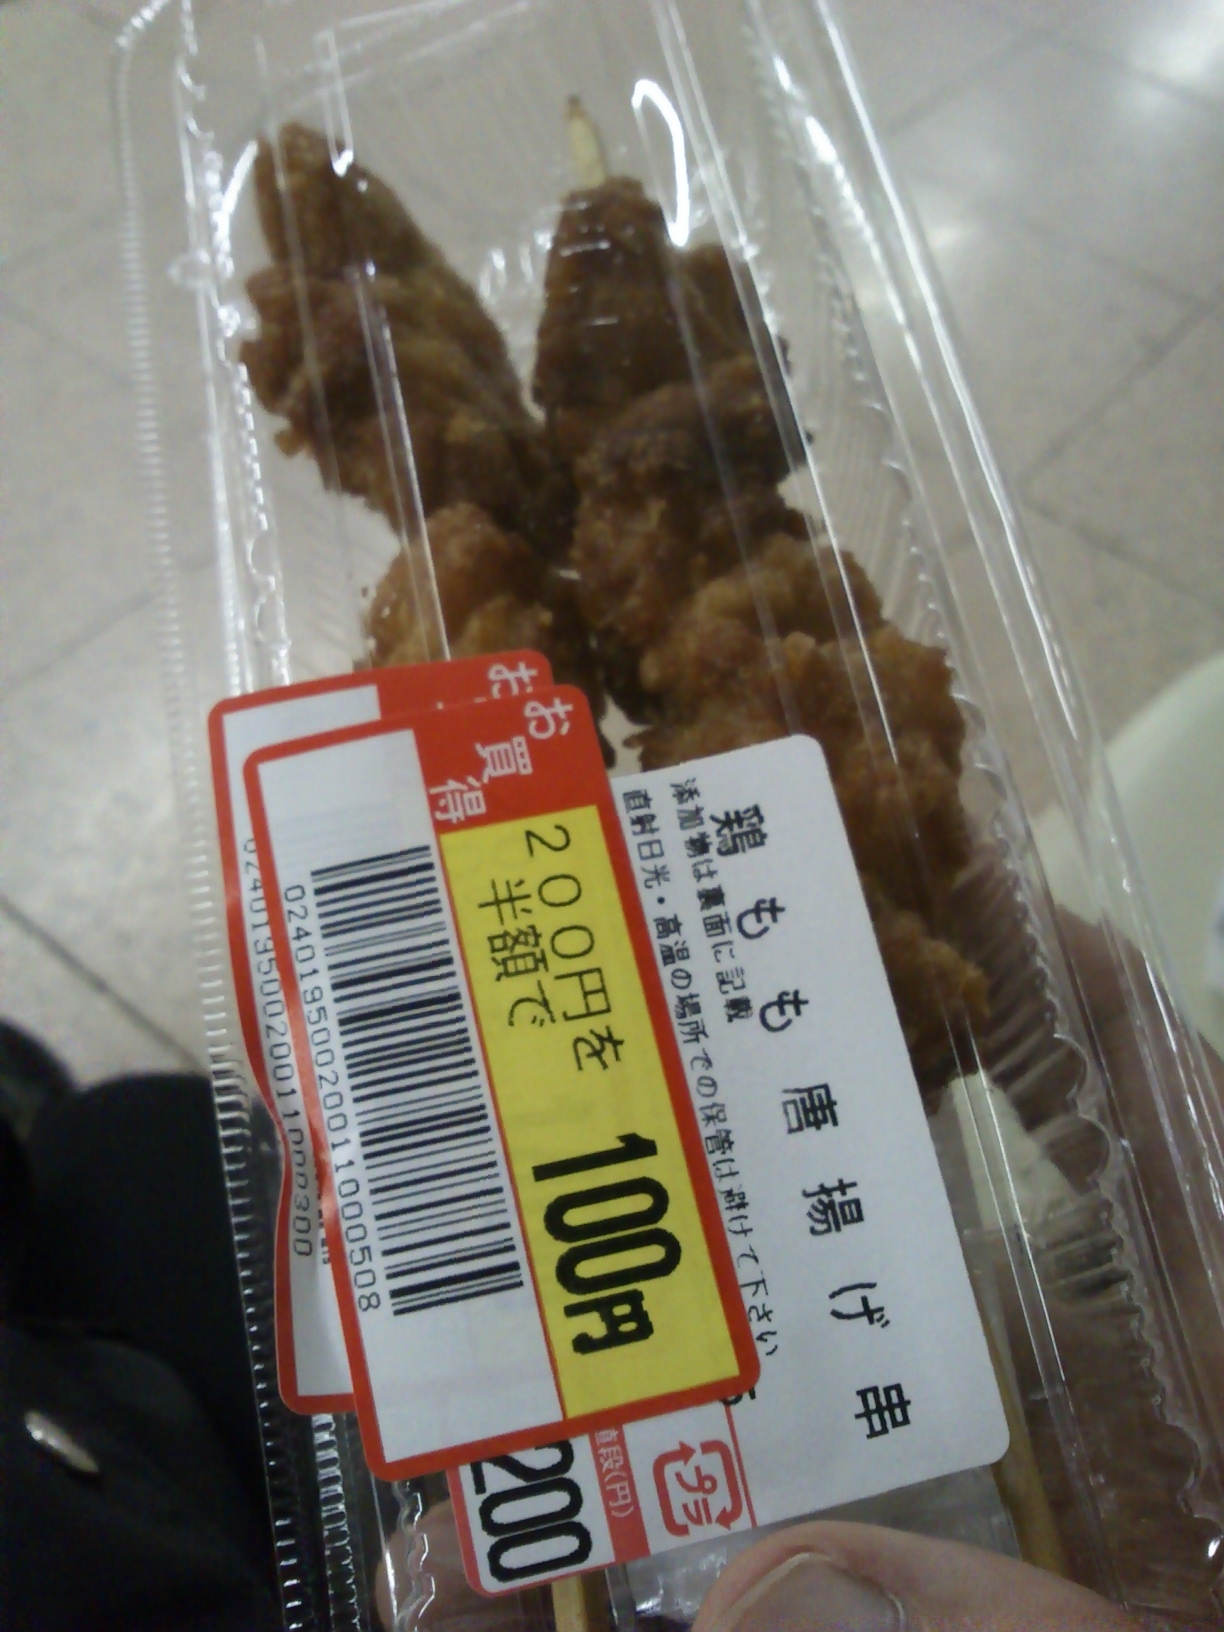 鶏もも唐揚げ串
添加物は裏面に記載
直射日光・高温の場所での保管は避けて下さい
お買得
200円を
半額で
100円
0240195002001100508
プラ
値段(円)
200
お